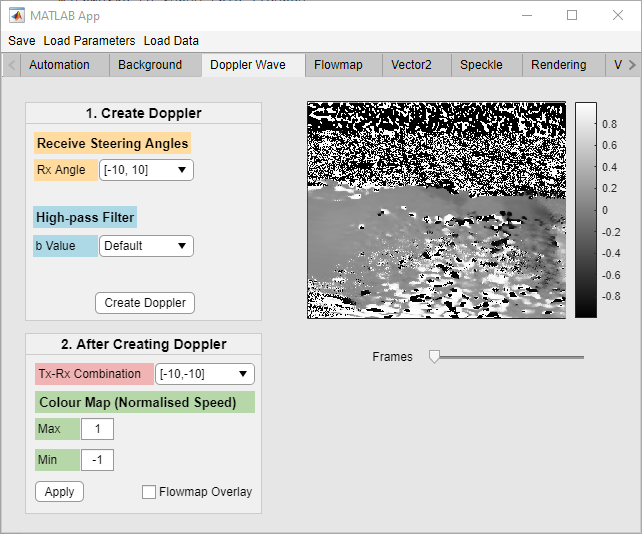 MATLAB App
Save Load Parameters Load Data
Automation Background Doppler Wave Flowmap Vector2 Speckle Rendering V
1. Create Doppler
Receive Steering Angles
Rx Angle [-10, 10]
High-pass Filter
b Value Default
Create Doppler
2. After Creating Doppler
Tx-Rx Combination [-10,-10]
Colour Map (Normalised Speed)
Max 1
Min -1
Apply Flowmap Overlay
0.8
0.6
0.4
0.2
0
-0.2
-0.4
-0.6
-0.8
Frames